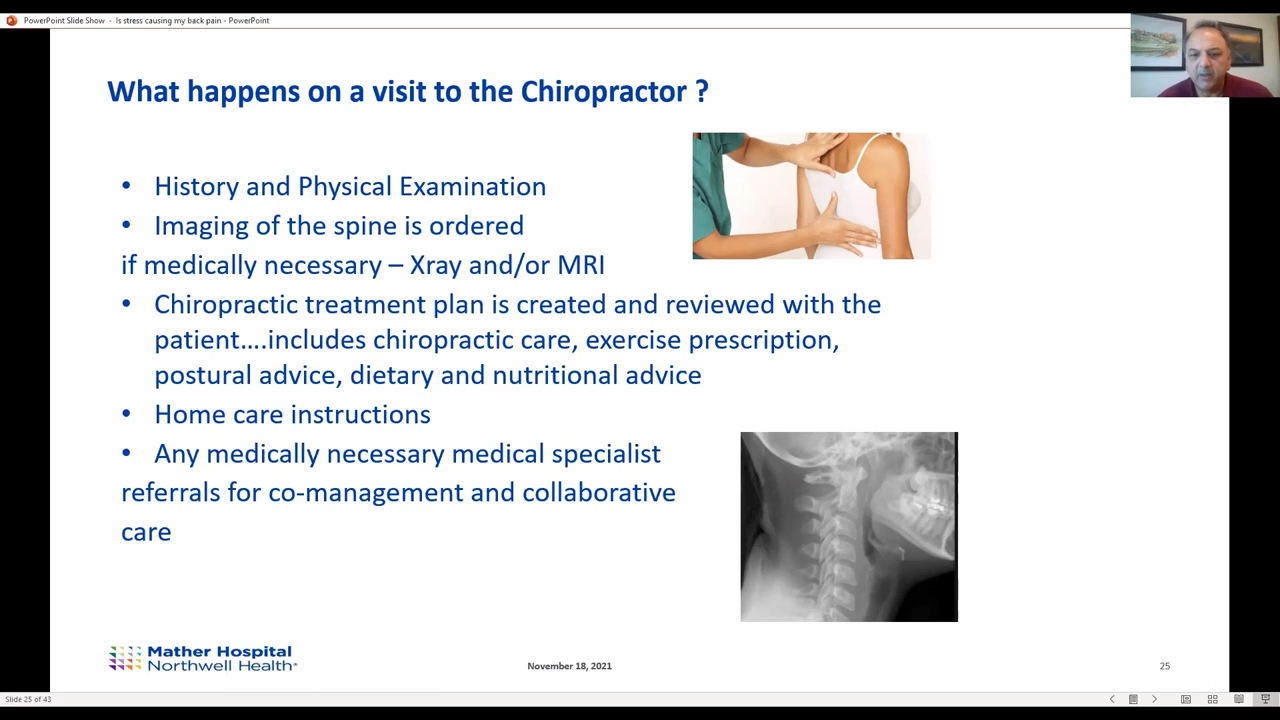 PowerPoint Slide Show - Is stress causing my back pain - PowerPoint
What happens on a visit to the Chiropractor ?
• History and Physical Examination
• Imaging of the spine is ordered
if medically necessary – Xray and/or MRI
• Chiropractic treatment plan is created and reviewed with the
patient....includes chiropractic care, exercise prescription,
postural advice, dietary and nutritional advice
• Home care instructions
• Any medically necessary medical specialist
referrals for co-management and collaborative
care
Mather Hospital
Northwell Health®
November 18, 2021
25
Slide 25 of 43